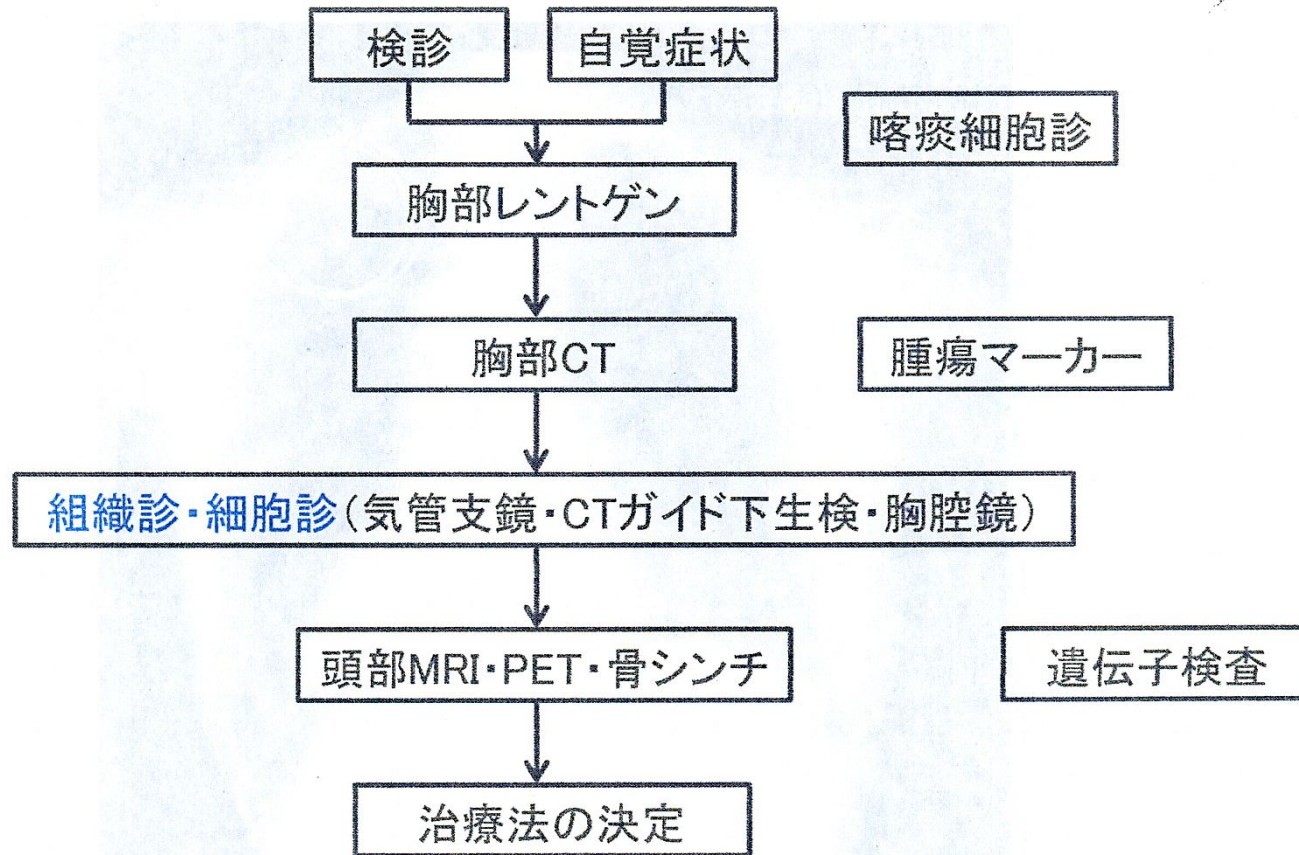 検診
自覚症状
喀痰細胞診
胸部レントゲン
胸部CT
腫瘍マーカー
組織診・細胞診(気管支鏡・CTガイド下生検・胸腔鏡)
頭部MRI・PET・骨シンチ
遺伝子検査
治療法の決定